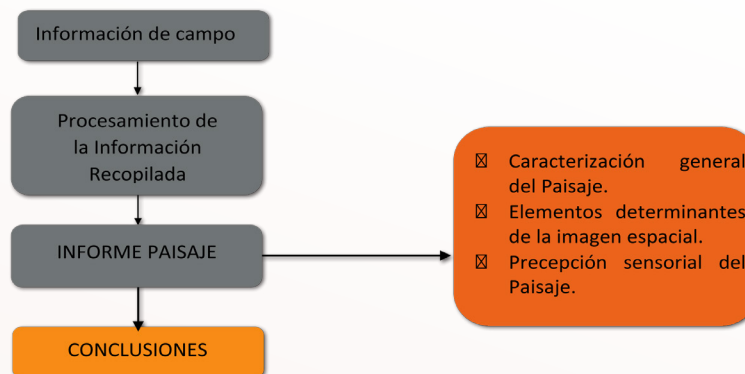 Información de campo
Procesamiento de
la Información
Recopilada
INFORME PAISAJE
CONCLUSIONES
Caracterización general
del Paisaje.
Elementos determinantes
de la imagen espacial.
Precepción sensorial del
Paisaje.